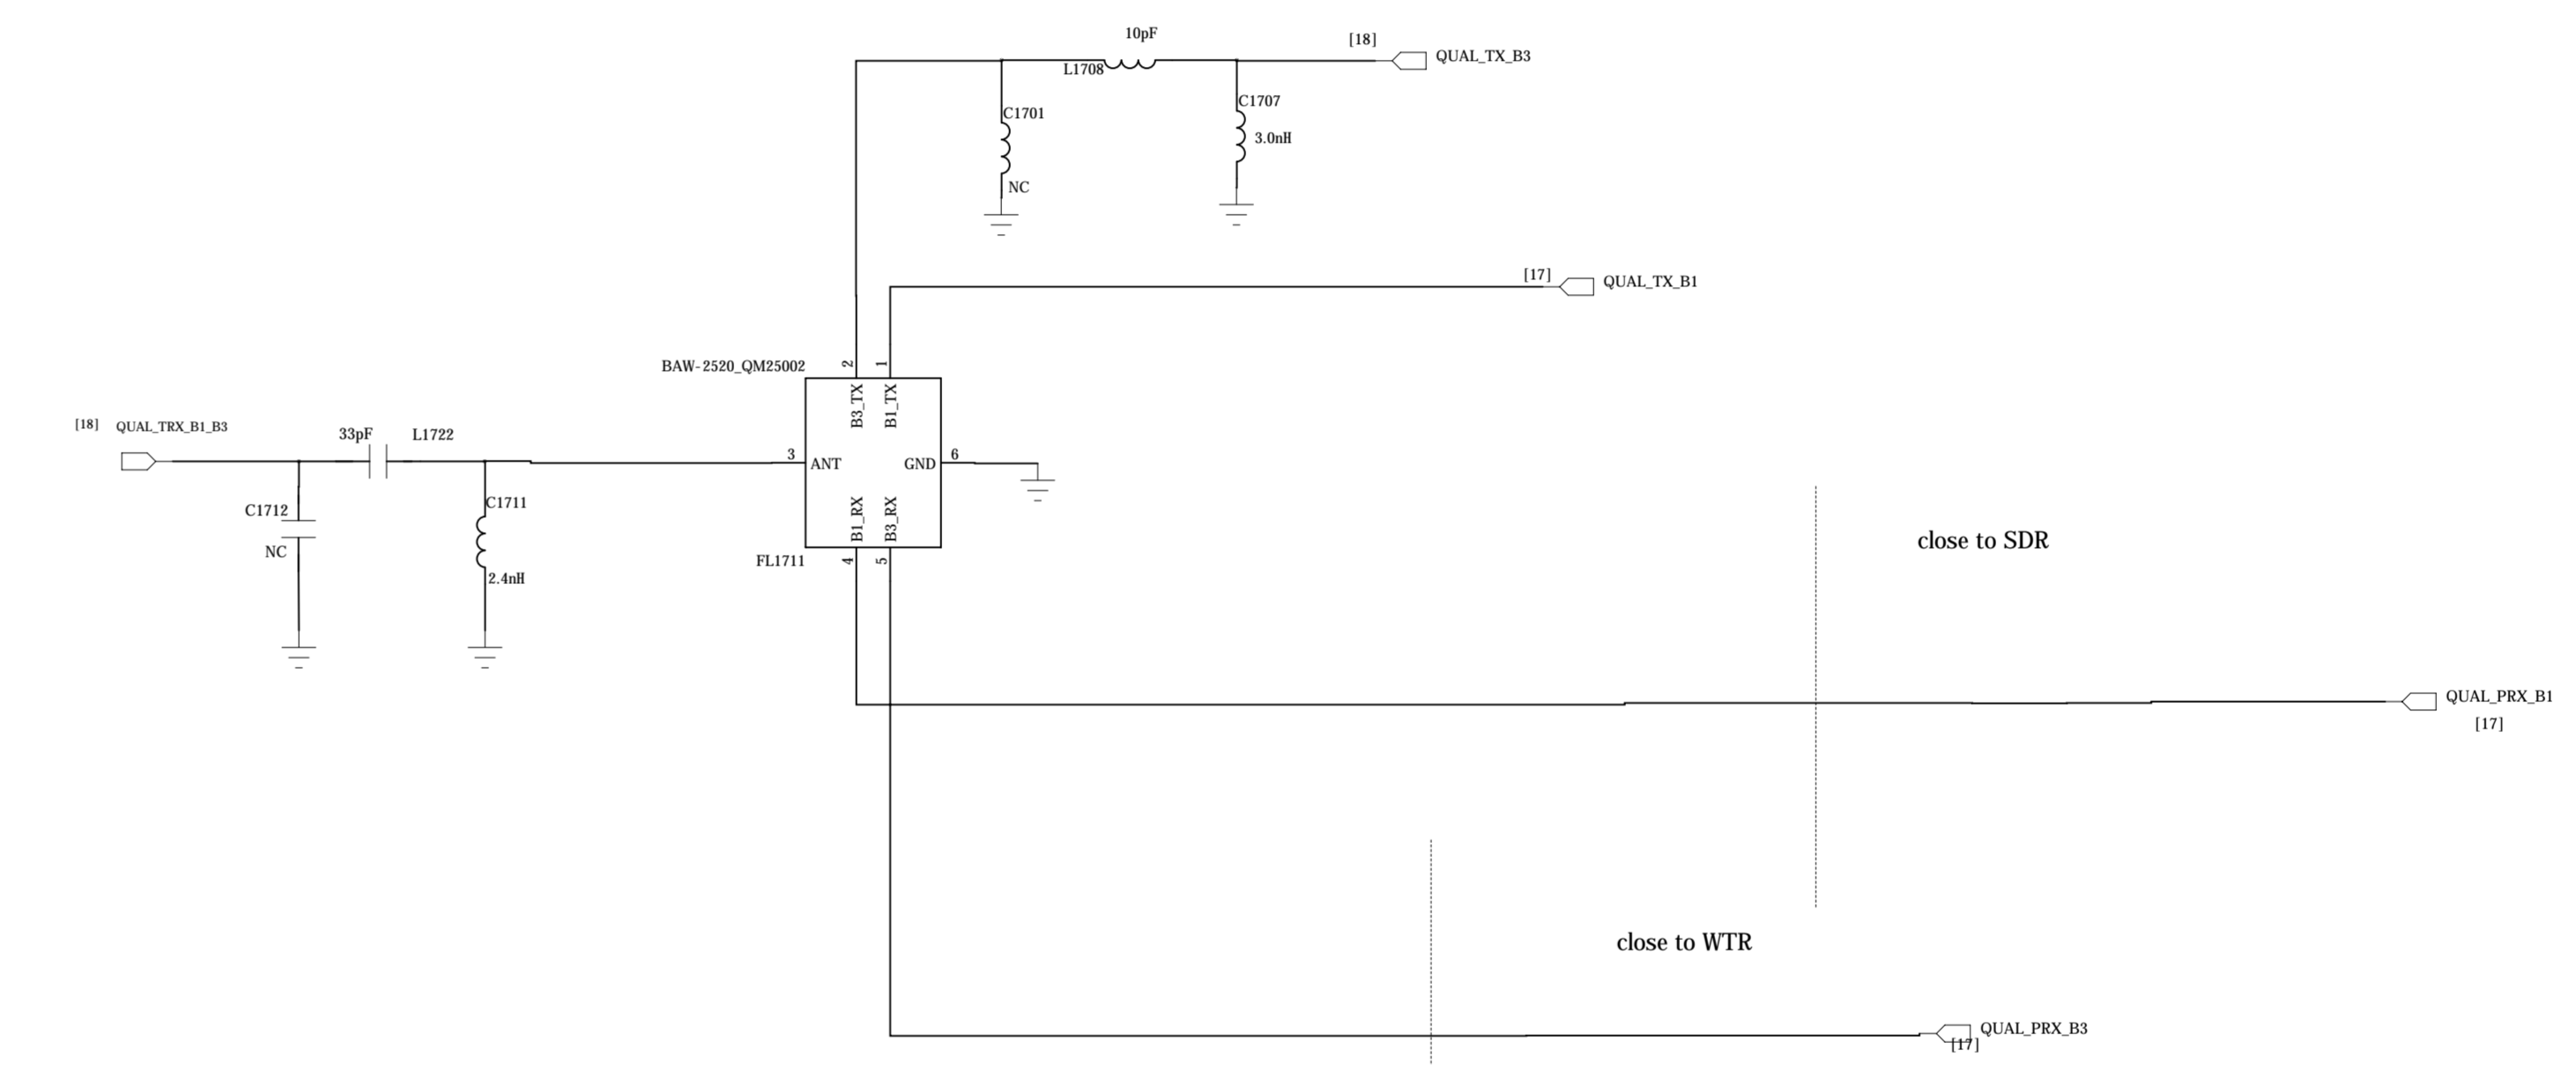 10pF
[18]
QUAL_TX_B3
L1708
C1701
C1707
3.0nH
NC
[17]
QUAL_TX_B1
BAW-2520_QM25002
2
1
B3_TX
B1_TX
[18]
QUAL_TRX_B1_B3
33pF
L1722
3
ANT
GND
6
C1712
C1711
B1_RX
B3_RX
NC
2.4nH
FL1711
4
5
close to SDR
QUAL_PRX_B1
[17]
close to WTR
QUAL_PRX_B3
[17]